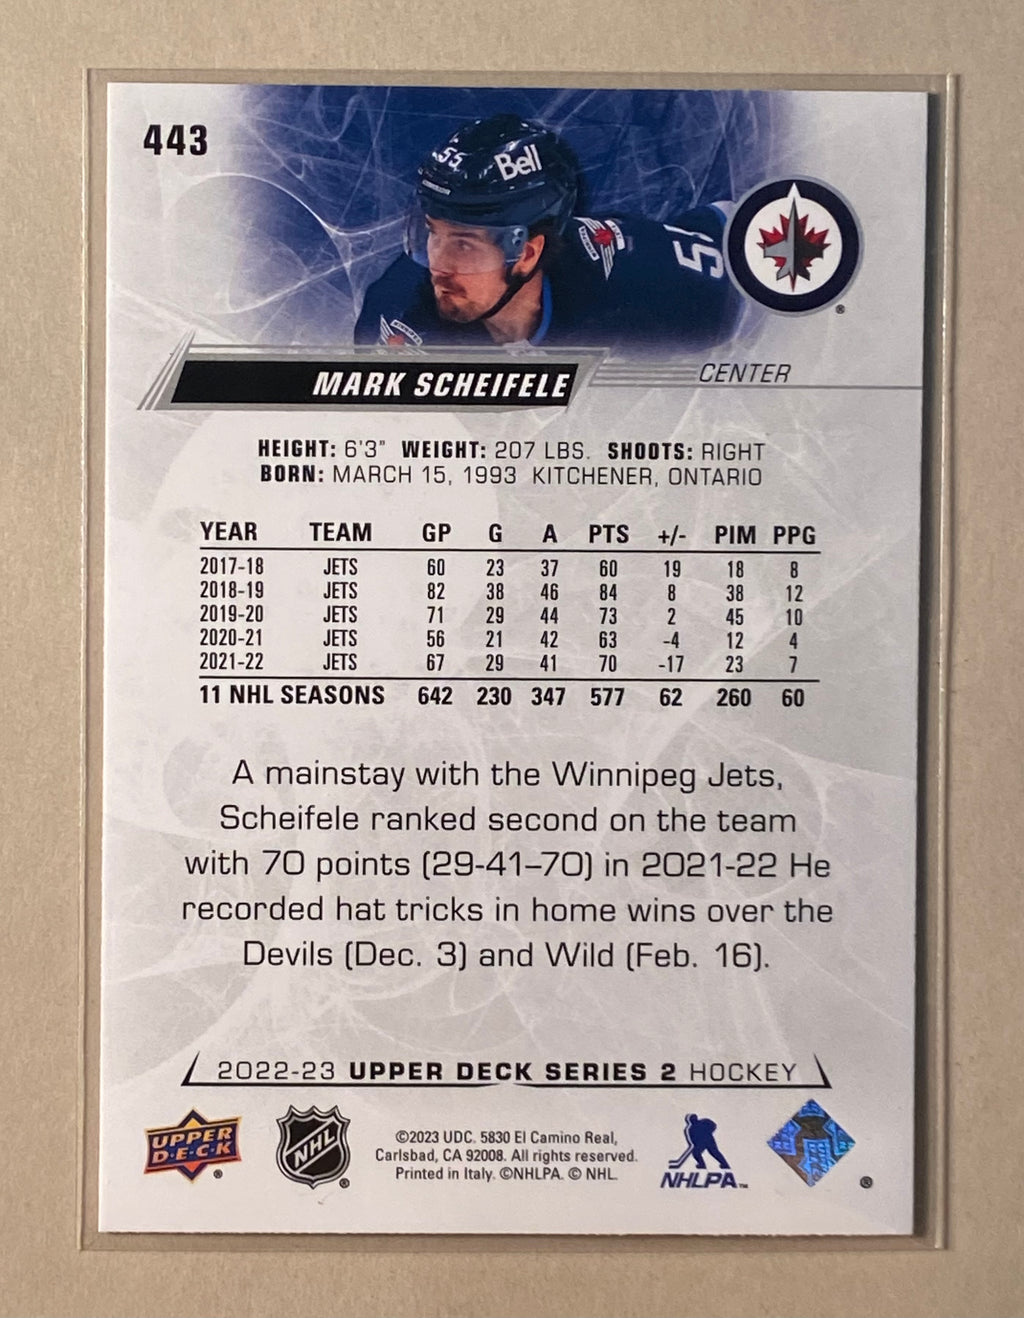 443
55
Bell
MARK SCHEIFELE
CENTER
HEIGHT: 6'3" WEIGHT: 207 LBS. SHOOTS: RIGHT
BORN: MARCH 15, 1993 KITCHENER, ONTARIO
YEAR TEAM GP G A PTS +/- PIM PPG
2017-18 JETS 60 23 37 60 19 18 8
2018-19 JETS 82 38 46 84 8 38 12
2019-20 JETS 71 29 44 73 2 45 10
2020-21 JETS 56 21 42 63 -4 12 4
2021-22 JETS 67 29 41 70 -17 23 7
11 NHL SEASONS 642 230 347 577 62 260 60
A mainstay with the Winnipeg Jets,
Scheifele ranked second on the team
with 70 points (29-41–70) in 2021-22 He
recorded hat tricks in home wins over the
Devils (Dec. 3) and Wild (Feb. 16).
2022-23 UPPER DECK SERIES 2 HOCKEY
UPPER
D·E·C·K
®
NHL
®
©2023 UDC. 5830 El Camino Real,
Carlsbad, CA 92008. All rights reserved.
Printed in Italy. ©NHLPA. © NHL.
NHLPA™
®